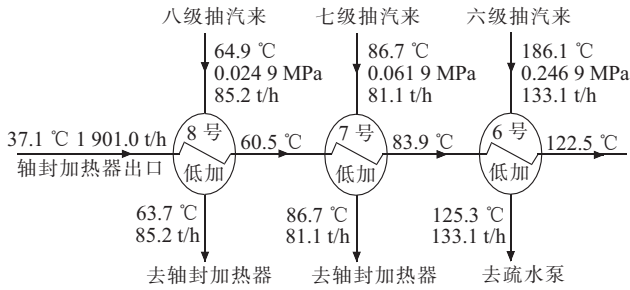 八级抽汽来
七级抽汽来
六级抽汽来
64.9 ℃
0.024 9 MPa
85.2 t/h
86.7 ℃
0.061 9 MPa
81.1 t/h
186.1 ℃
0.246 9 MPa
133.1 t/h
37.1 ℃ 1 901.0 t/h
轴封加热器出口
8 号
低加
60.5 ℃
7 号
低加
83.9 ℃
6 号
低加
122.5 ℃
63.7 ℃
85.2 t/h
86.7 ℃
81.1 t/h
125.3 ℃
133.1 t/h
去轴封加热器
去轴封加热器
去疏水泵